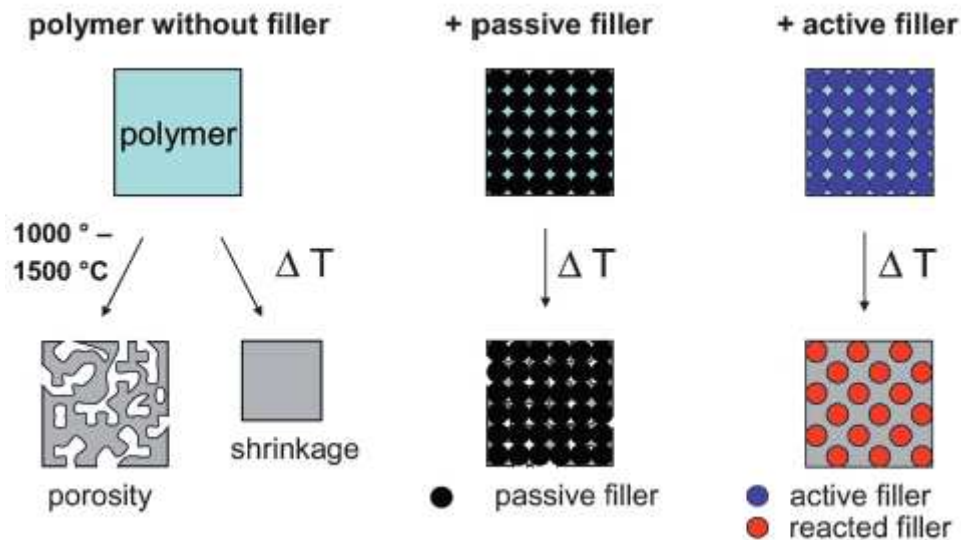 polymer without filler
+ passive filler
+ active filler
polymer
1000 ° –
1500 °C
Δ T
Δ T
Δ T
porosity
shrinkage
passive filler
active filler
reacted filler